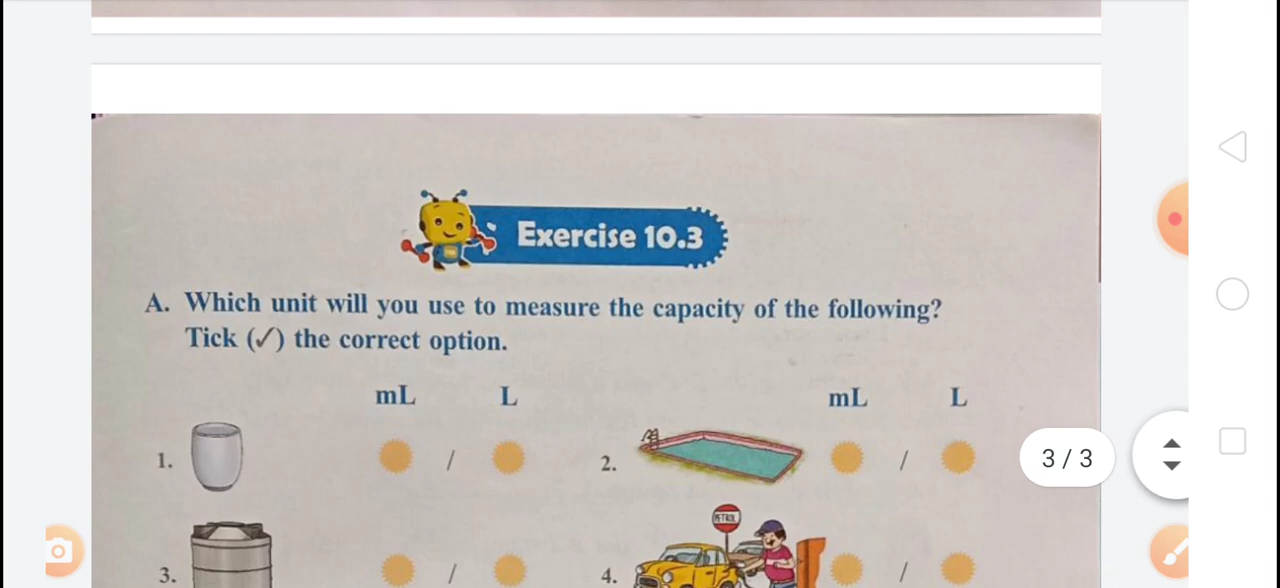 Exercise 10.3
A. Which unit will you use to measure the capacity of the following?
Tick (✓) the correct option.
mL L mL L
1. / 2. /
PETROL
3. / 4. /
3 / 3